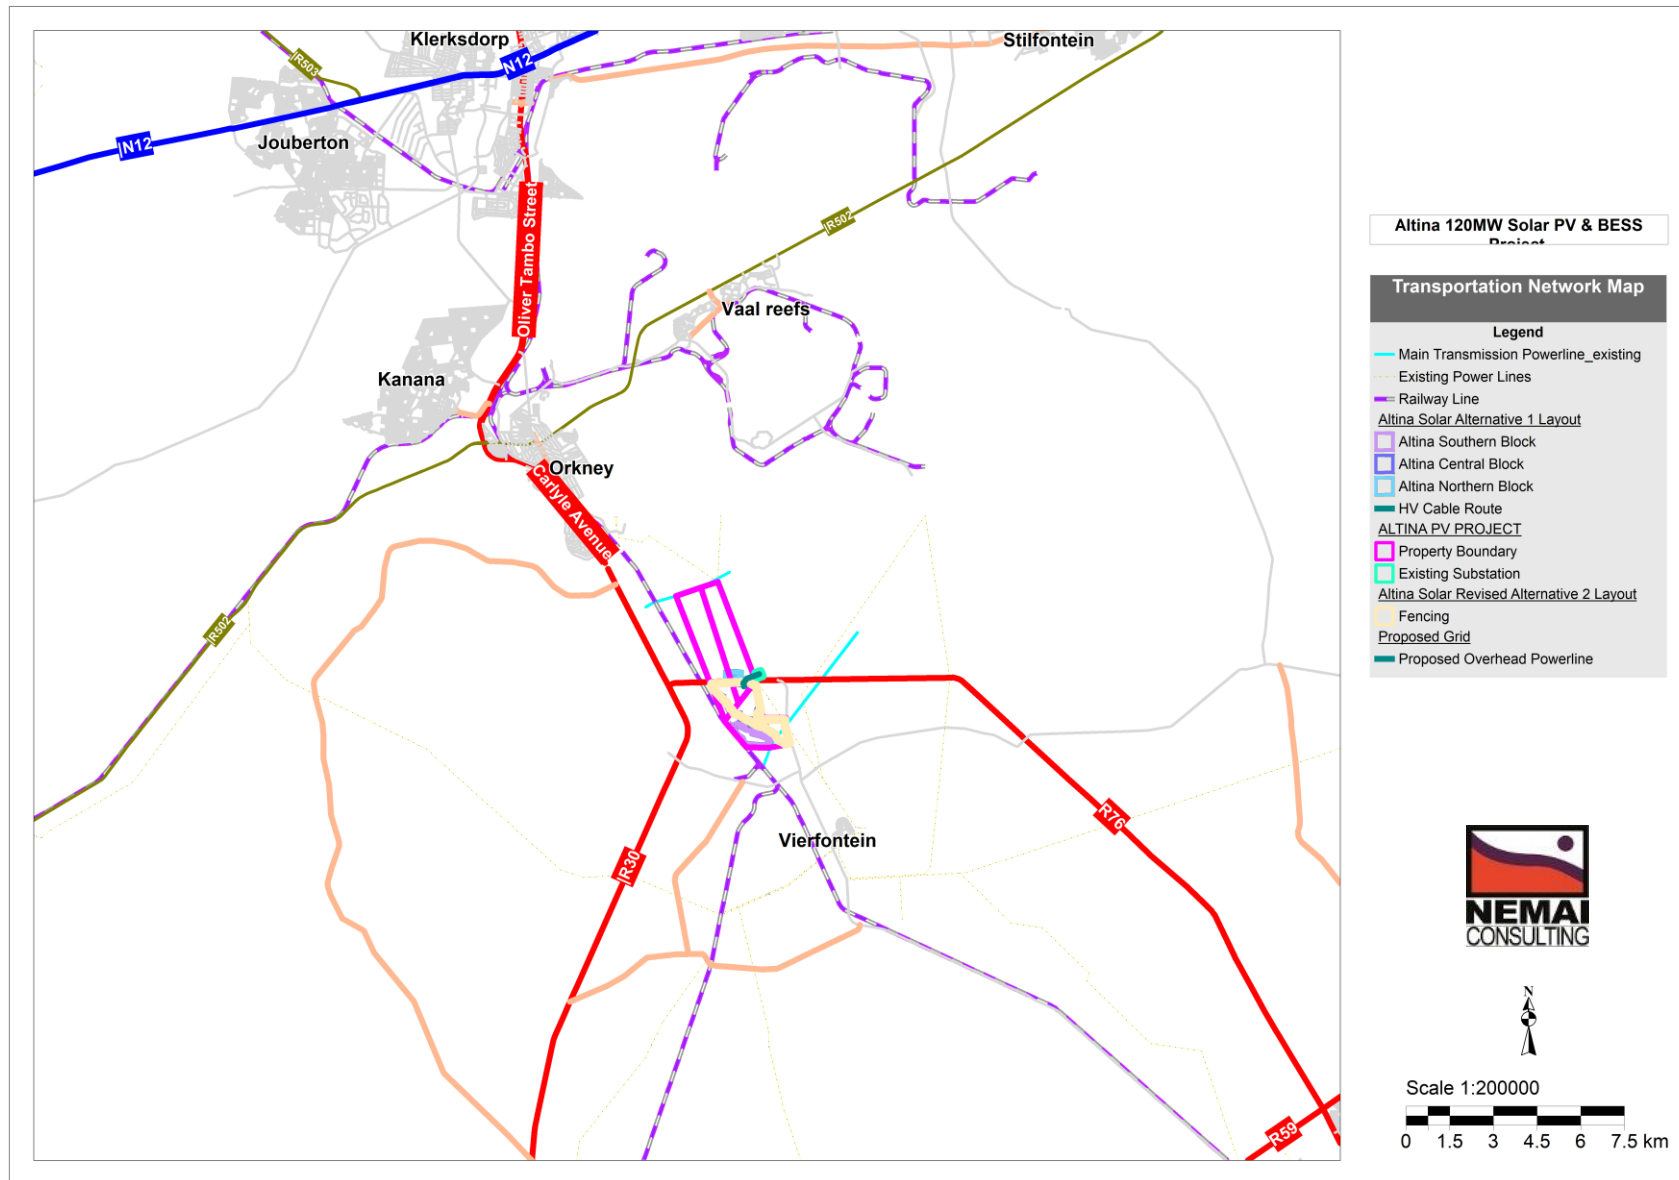 Klerksdorp
Stilfontein
N12
R503
N12
Jouberton
Oliver Tambo Street
R502
Vaal reefs
Kanana
Orkney
Carlyle Avenue
R502
R76
Vierfontein
R30
R59
Altina 120MW Solar PV & BESS
Project
Transportation Network Map
Legend
Main Transmission Powerline_existing
Existing Power Lines
Railway Line
Altina Solar Alternative 1 Layout
Altina Southern Block
Altina Central Block
Altina Northern Block
HV Cable Route
ALTINA PV PROJECT
Property Boundary
Existing Substation
Altina Solar Revised Alternative 2 Layout
Fencing
Proposed Grid
Proposed Overhead Powerline
NEMAI
CONSULTING
N
Scale 1:200000
0 1.5 3 4.5 6 7.5 km